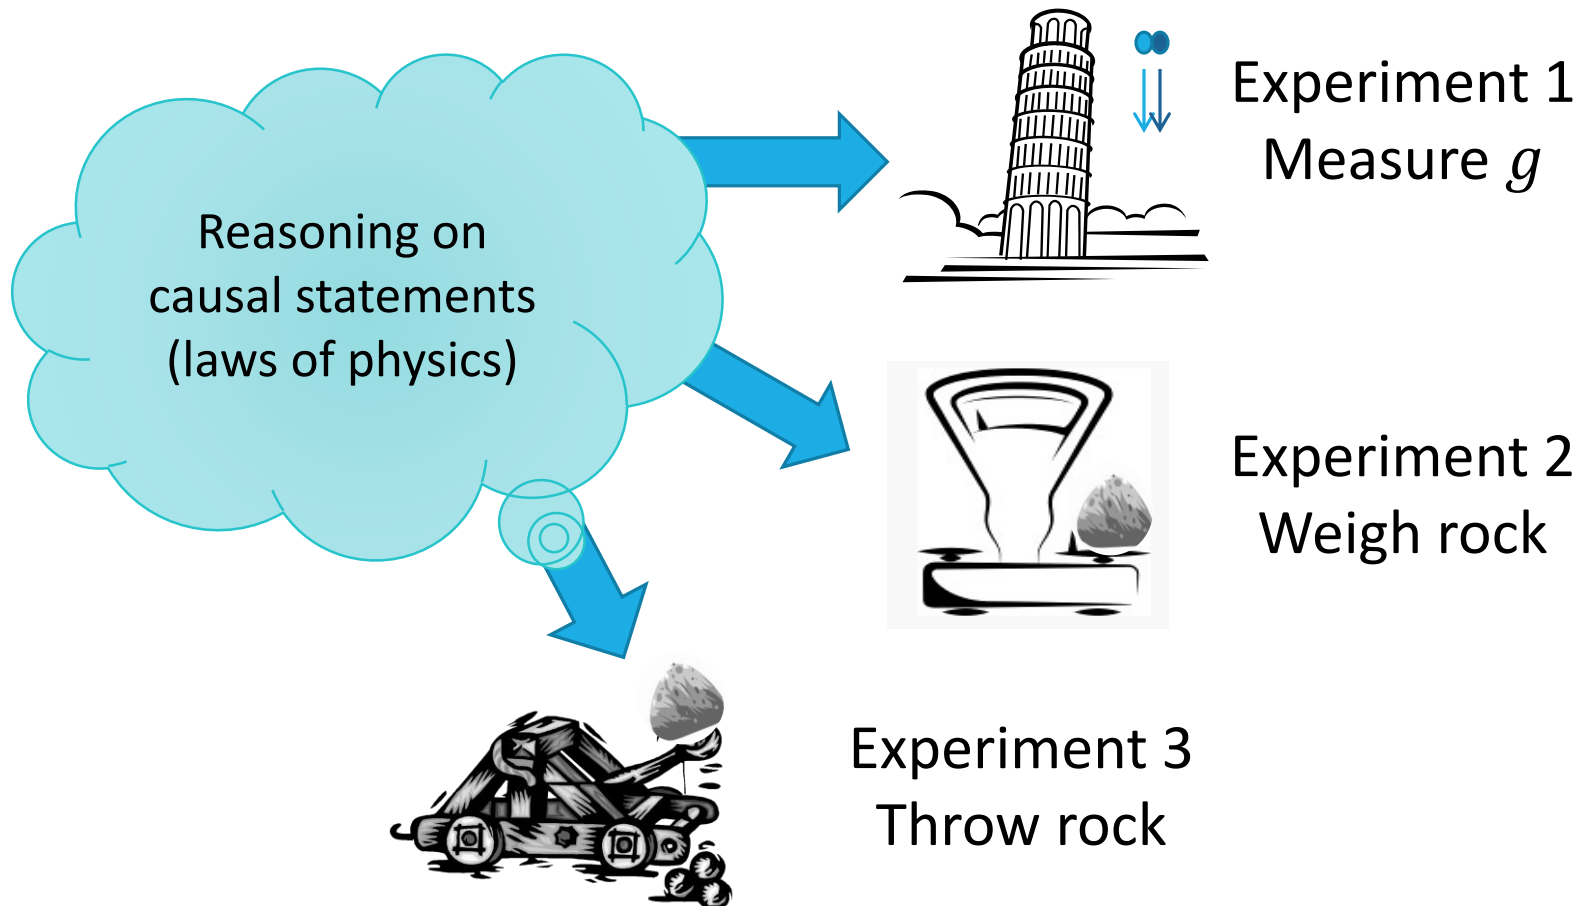 Reasoning on
causal statements
(laws of physics)
Experiment 1
Measure g
Experiment 2
Weigh rock
Experiment 3
Throw rock